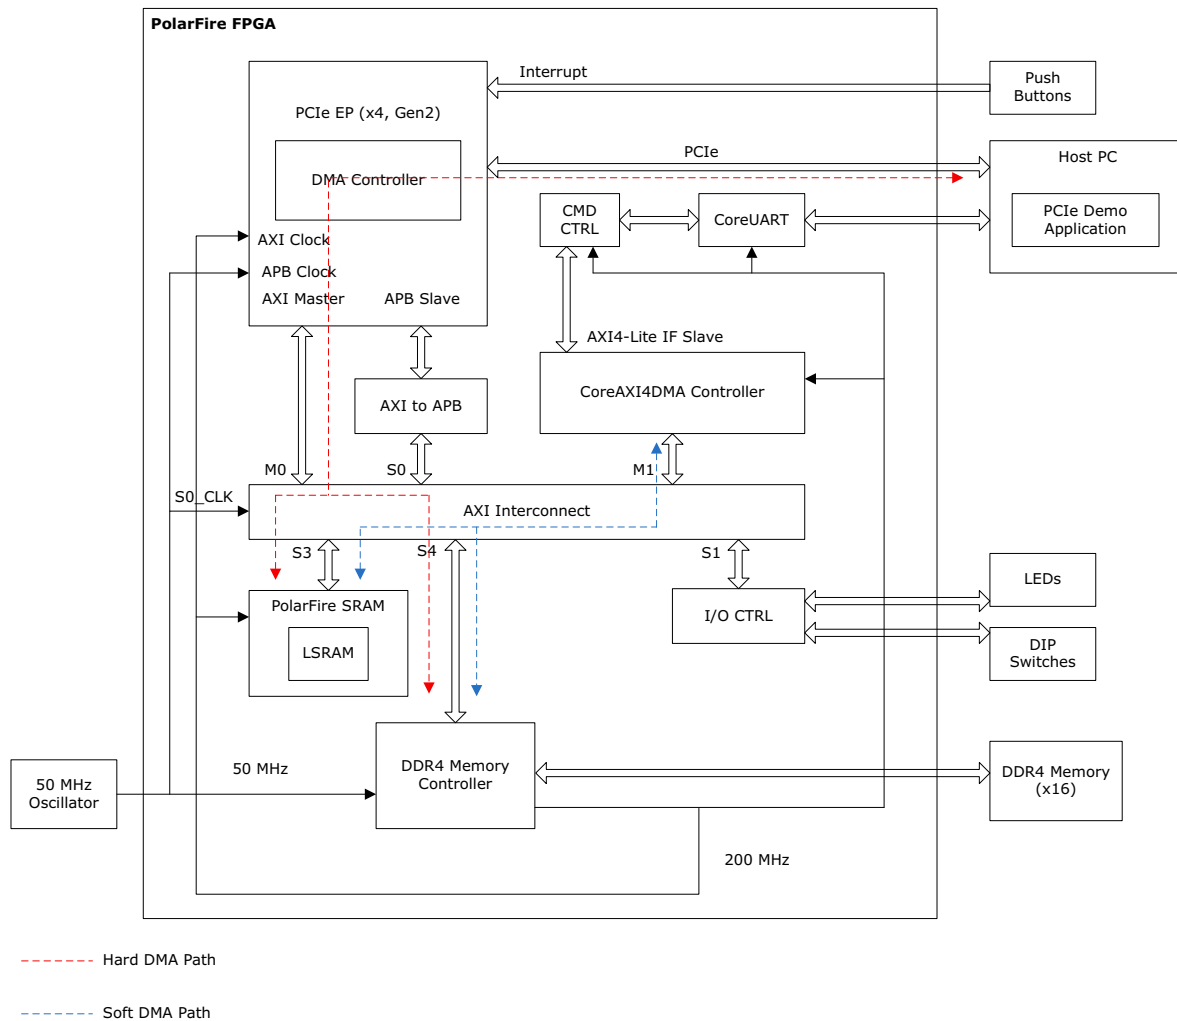 PolarFire FPGA
Interrupt
Push
Buttons
PCIe EP (x4, Gen2)
PCIe
Host PC
DMA Controller
CMD
CTRL
CoreUART
PCIe Demo
Application
AXI Clock
APB Clock
AXI Master
APB Slave
AXI4-Lite IF Slave
AXI to APB
CoreAXI4DMA Controller
M0
S0
M1
S0_CLK
AXI Interconnect
S3
S4
S1
LEDs
PolarFire SRAM
I/O CTRL
LSRAM
DIP
Switches
50 MHz
Oscillator
50 MHz
DDR4 Memory
Controller
DDR4 Memory
(x16)
200 MHz
Hard DMA Path
Soft DMA Path